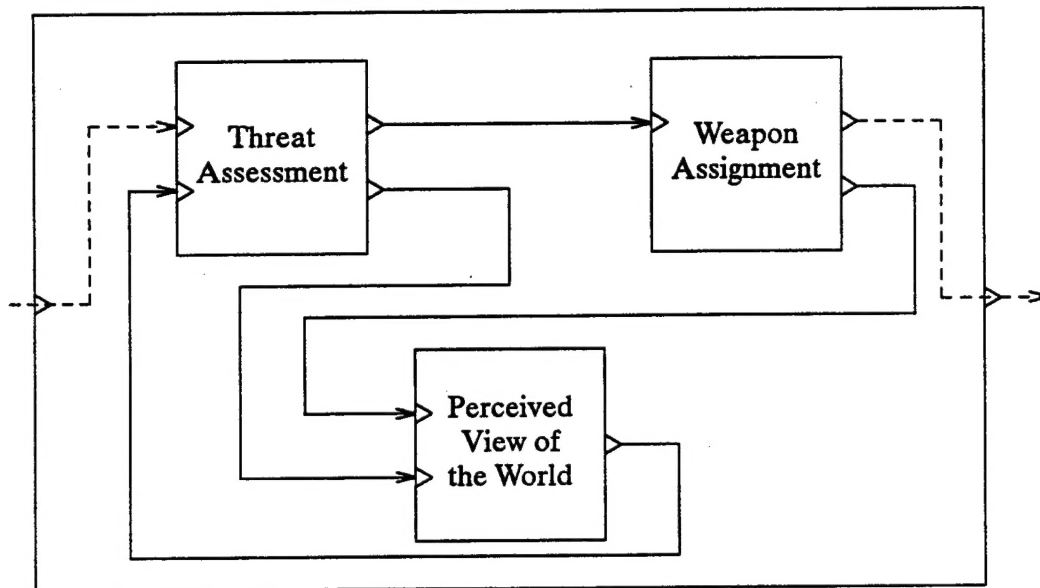 Threat
Assessment
Weapon
Assignment
Perceived
View of
the World